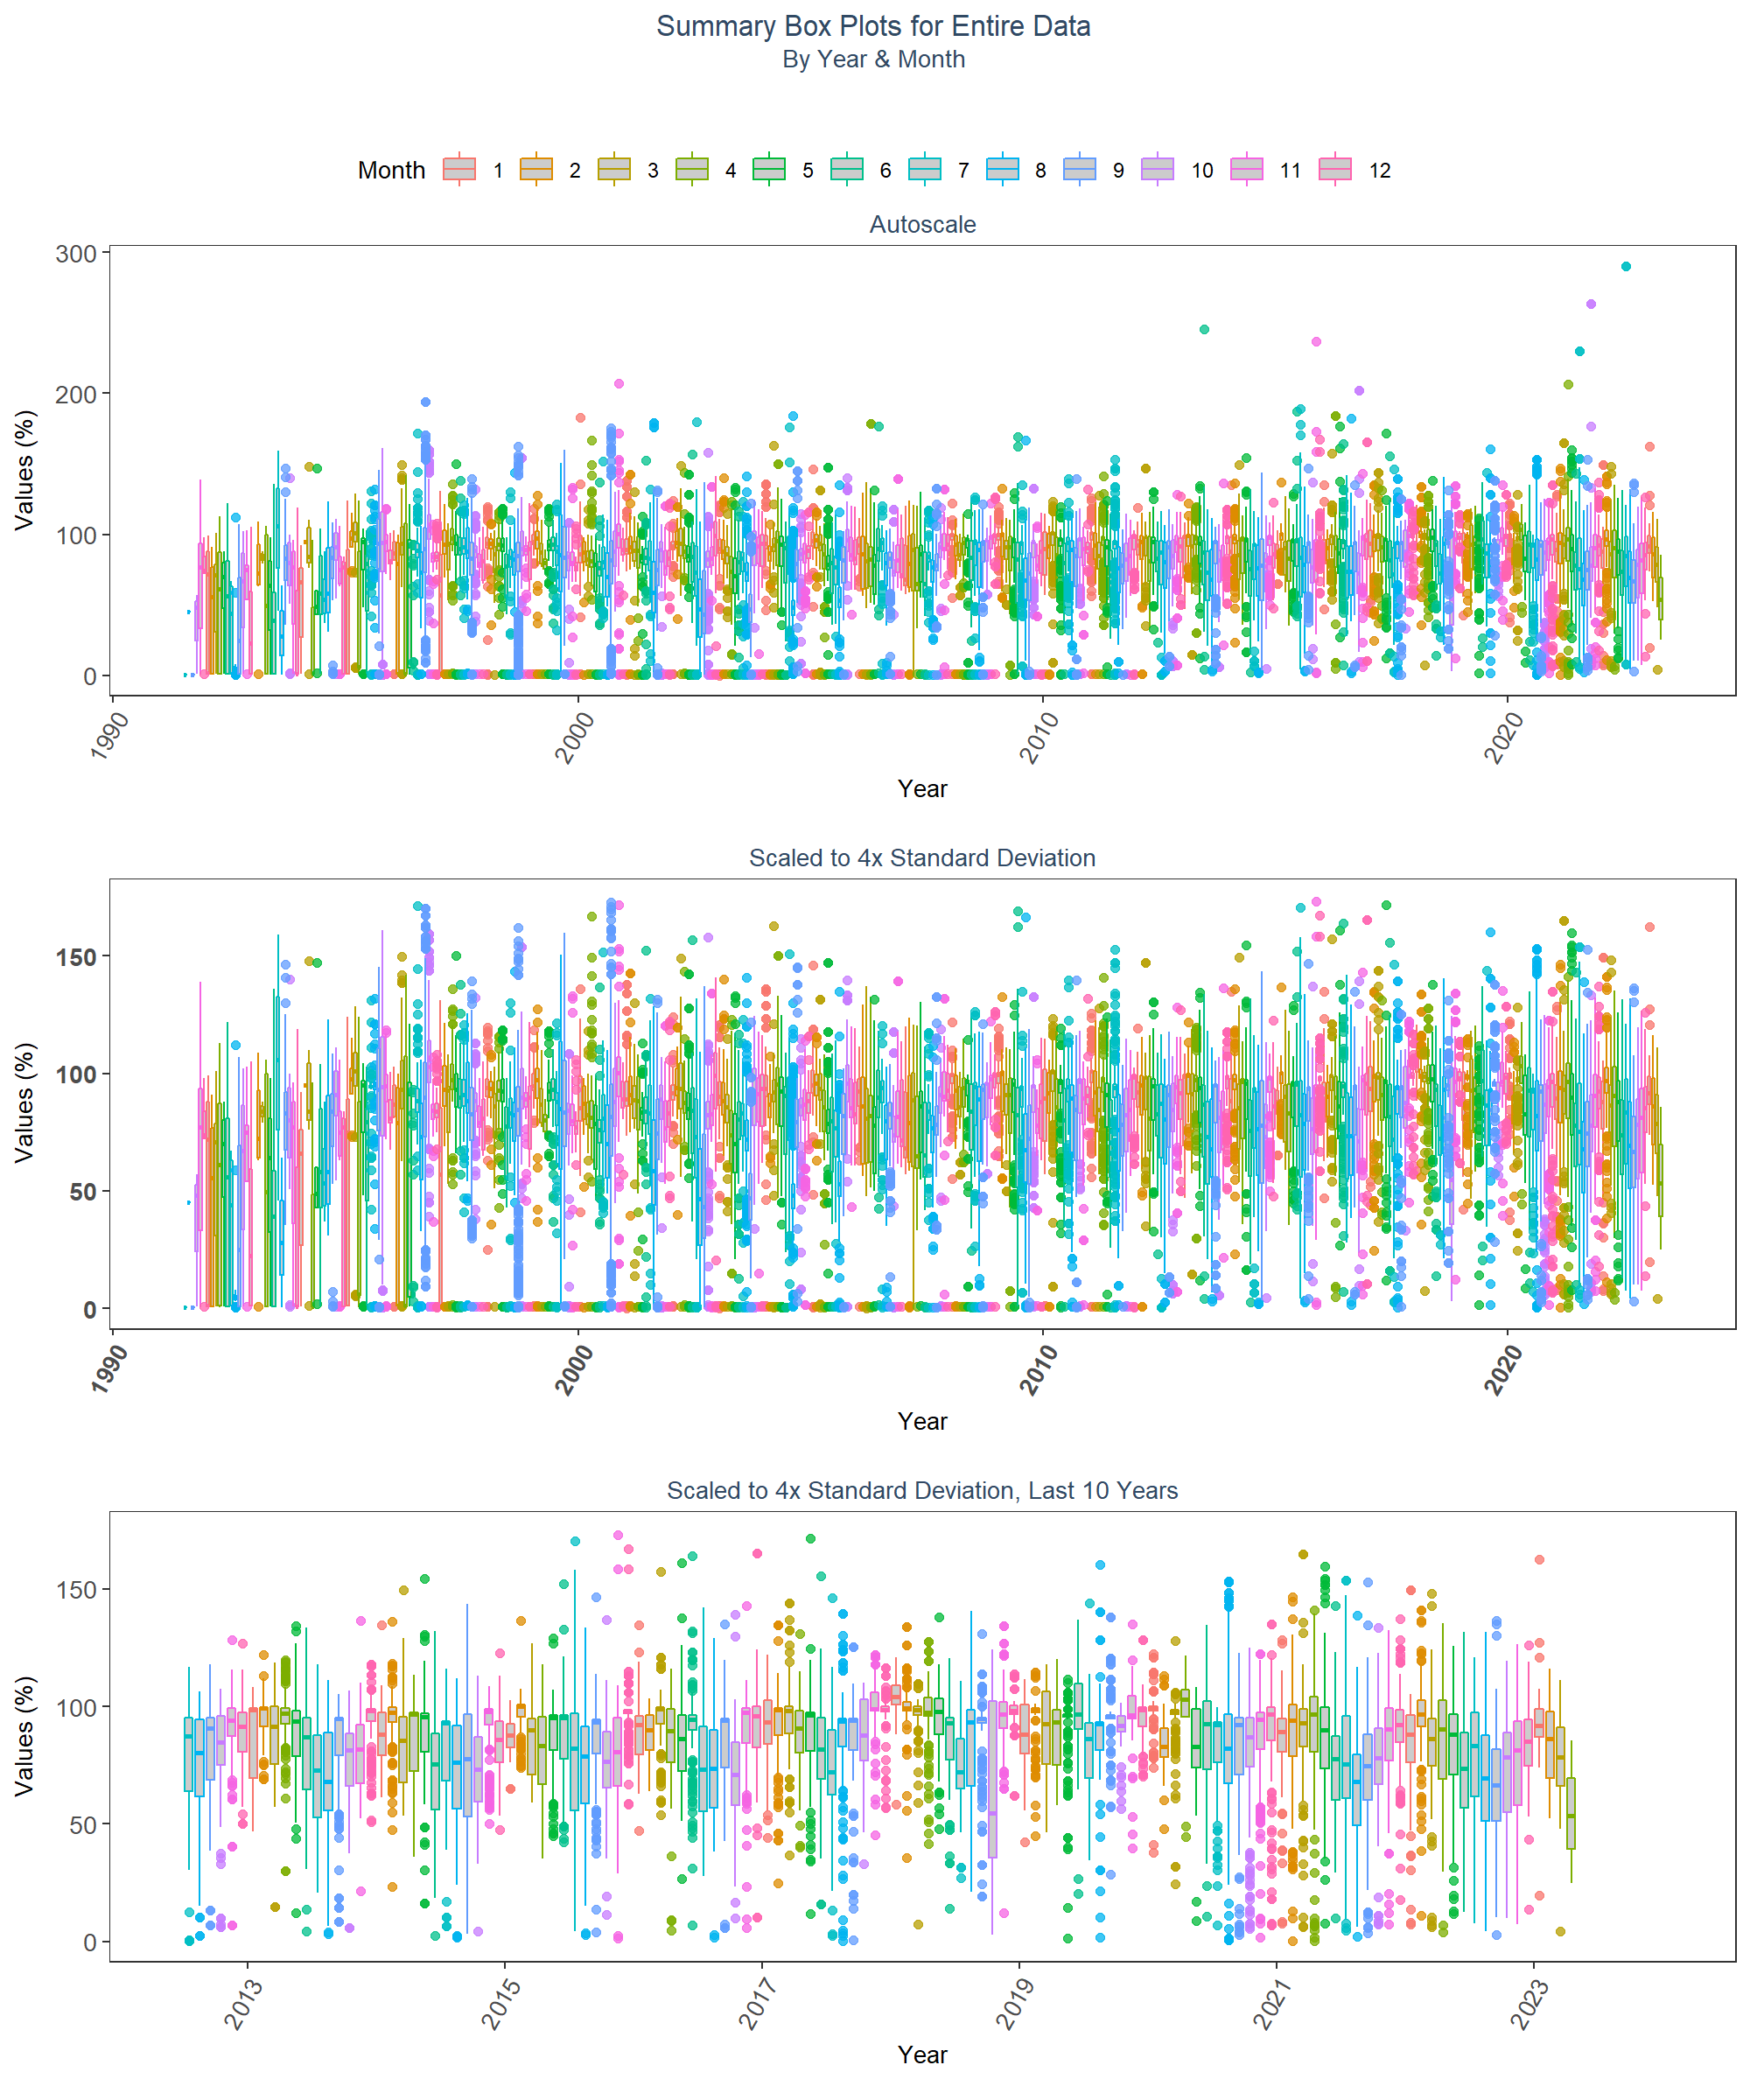 Summary Box Plots for Entire Data
By Year & Month
Month 1 2 3 4 5 6 7 8 9 10 11 12
Autoscale
Values (%)
300
200
100
0
1990 2000 2010 2020
Year
Scaled to 4x Standard Deviation
Values (%)
150
100
50
0
1990 2000 2010 2020
Year
Scaled to 4x Standard Deviation, Last 10 Years
Values (%)
150
100
50
0
2013 2015 2017 2019 2021 2023
Year